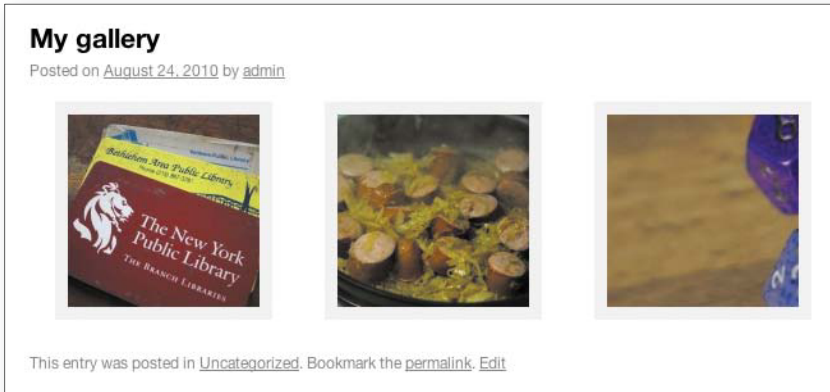 My gallery
Posted on August 24, 2010 by admin
Bethlehem Area Public Library
The New York
Public Library
THE BRANCH LIBRARIES
This entry was posted in Uncategorized. Bookmark the permalink. Edit